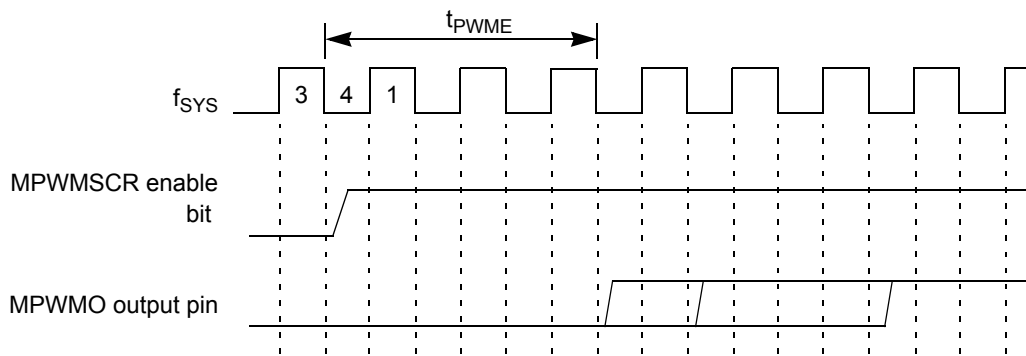 tPWME
fSYS
3 4 1
MPWMSCR enable
bit
MPWMO output pin